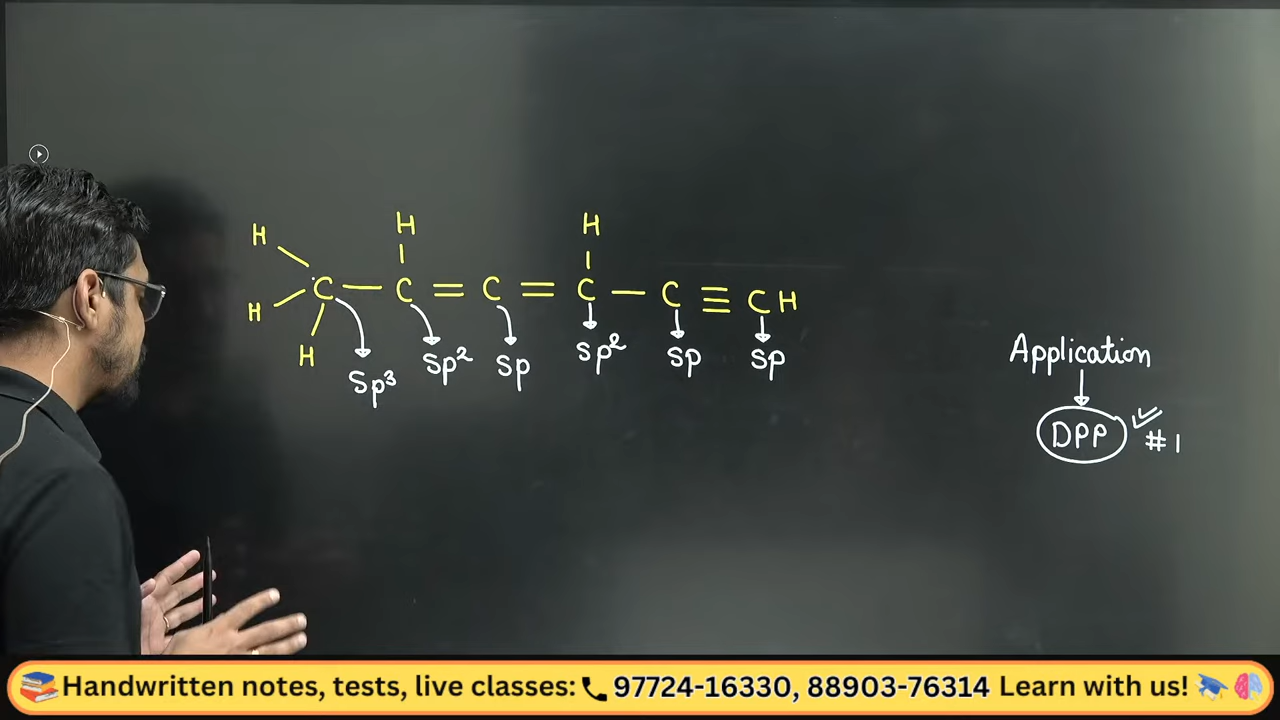 H H H
H C — C = C = C — C ≡ CH
H
Sp³ Sp² Sp Sp² Sp Sp
Application
DPP #1
Handwritten notes, tests, live classes: 97724-16330, 88903-76314 Learn with us!